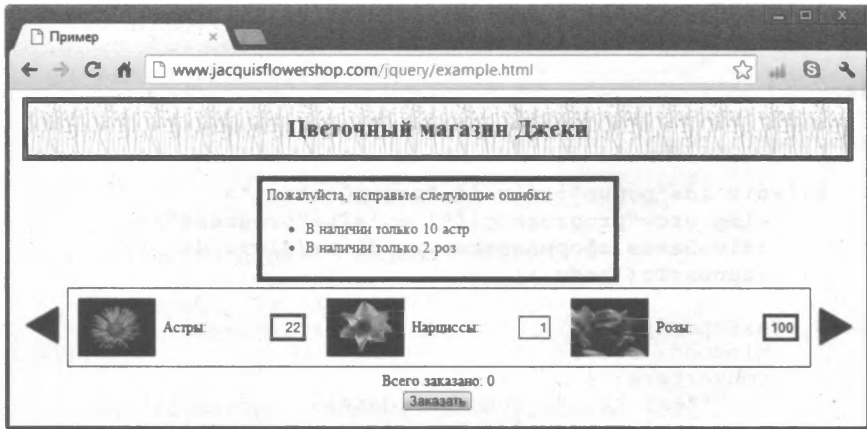 Пример
www.jacquisflowershop.com/jquery/example.html
Цветочный магазин Джеки
Пожалуйста, исправьте следующие ошибки:
• В наличии только 10 астр
• В наличии только 2 роз
Астры: 22 Нарциссы: 1 Розы: 100
Всего заказано: 0
Заказать